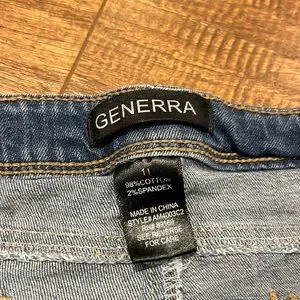 GENERRA
11
98%COTTON
2%SPANDEX
MADE IN CHINA
STYLE#AM4003C2
SEE REVERSE
FOR CARE